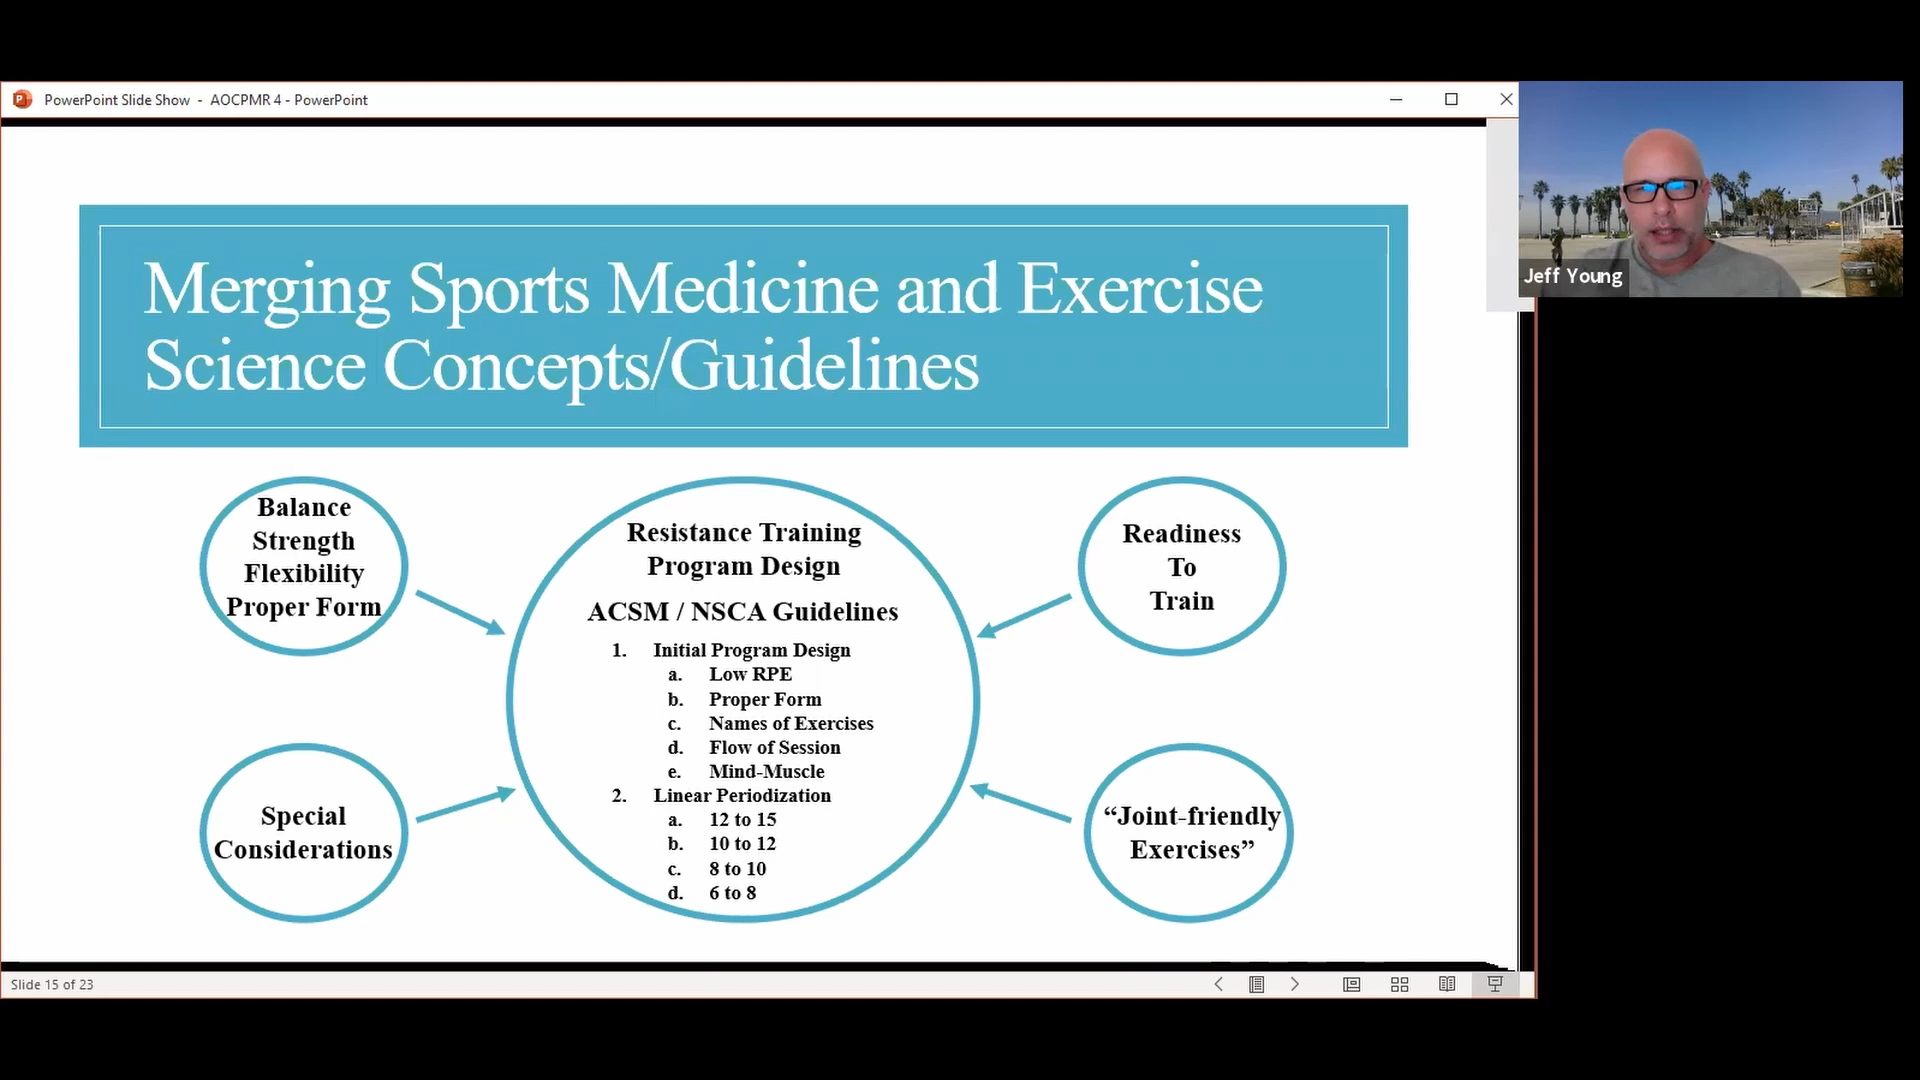 PowerPoint Slide Show - AOCPMR 4 - PowerPoint
Merging Sports Medicine and Exercise
Science Concepts/Guidelines
Balance
Strength
Flexibility
Proper Form
Special
Considerations
Resistance Training
Program Design
ACSM / NSCA Guidelines
1. Initial Program Design
a. Low RPE
b. Proper Form
c. Names of Exercises
d. Flow of Session
e. Mind-Muscle
2. Linear Periodization
a. 12 to 15
b. 10 to 12
c. 8 to 10
d. 6 to 8
Readiness
To
Train
“Joint-friendly
Exercises”
Jeff Young
Slide 15 of 23